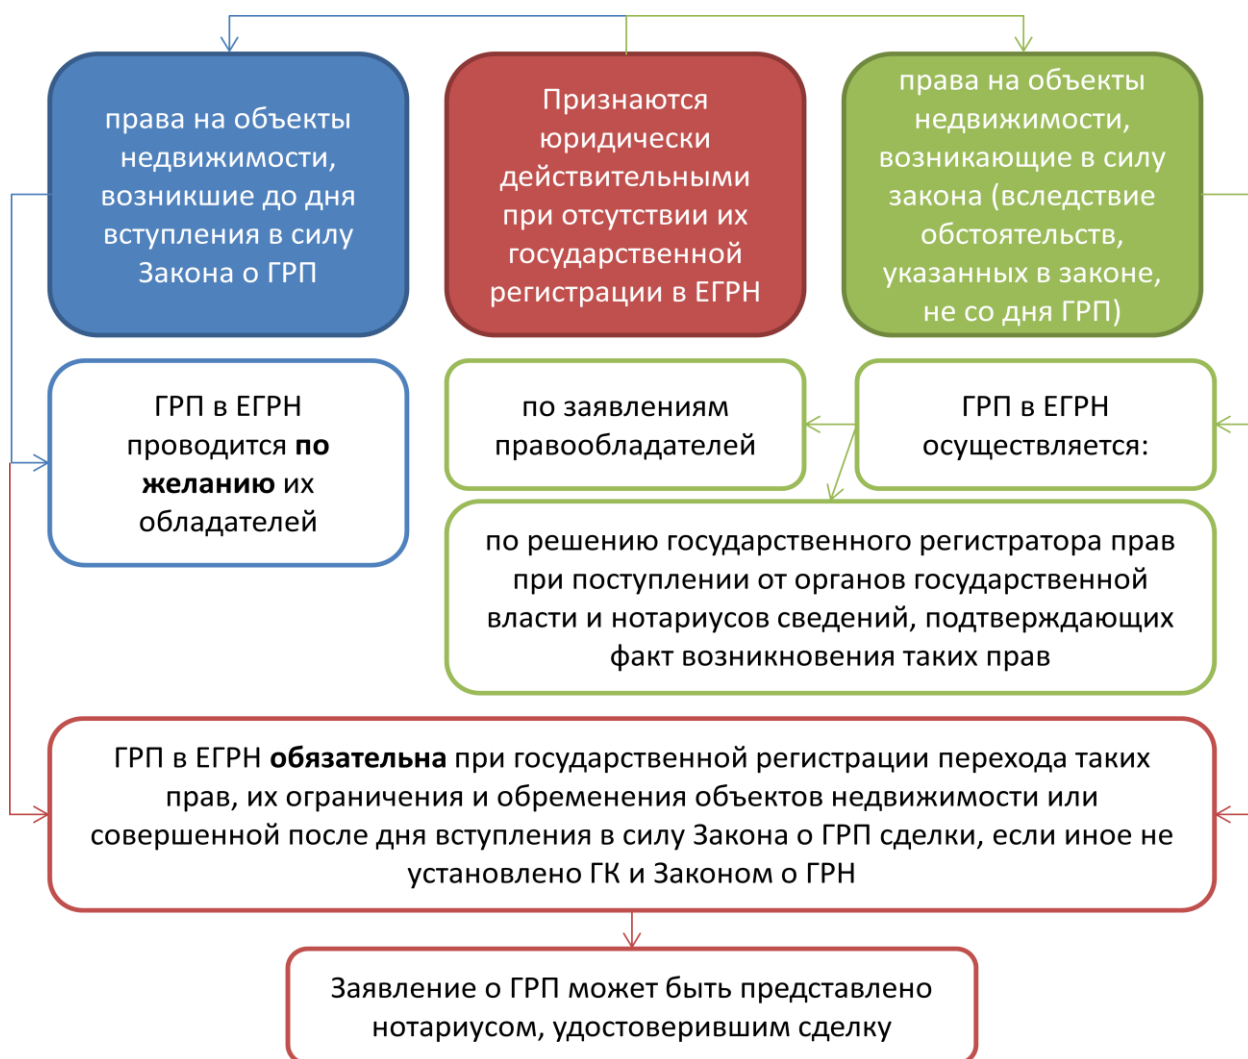 права на объекты
недвижимости,
возникшие до дня
вступления в силу
Закона о ГРП
Признаются
юридически
действительными
при отсутствии их
государственной
регистрации в ЕГРН
права на объекты
недвижимости,
возникающие в силу
закона (вследствие
обстоятельств,
указанных в законе,
не со дня ГРП)
ГРП в ЕГРН
проводится по
желанию их
обладателей
по заявлениям
правообладателей
ГРП в ЕГРН
осуществляется:
по решению государственного регистратора прав
при поступлении от органов государственной
власти и нотариусов сведений, подтверждающих
факт возникновения таких прав
ГРП в ЕГРН обязательна при государственной регистрации перехода таких
прав, их ограничения и обременения объектов недвижимости или
совершенной после дня вступления в силу Закона о ГРП сделки, если иное не
установлено ГК и Законом о ГРН
Заявление о ГРП может быть представлено
нотариусом, удостоверившим сделку